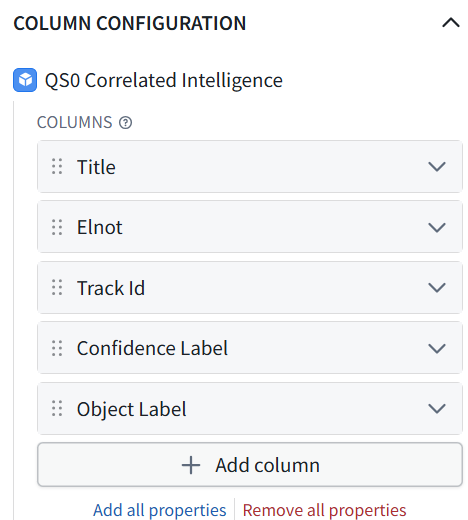 COLUMN CONFIGURATION
QS0 Correlated Intelligence
COLUMNS
Title
Elnot
Track Id
Confidence Label
Object Label
Add column
Add all properties Remove all properties